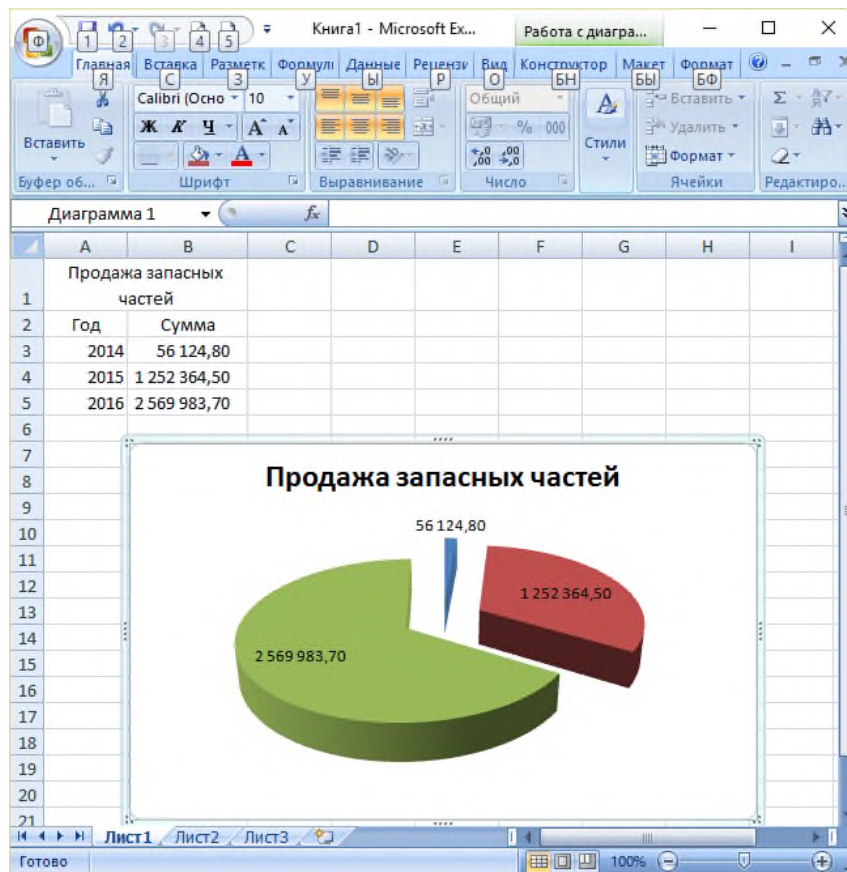 Книга1 - Microsoft Ex...
Работа с диагра...
Ф 1 2 3 4 5
Главная Вставка Разметк Формулы Данные Рецензи Вид Конструктор Макет Формат
Я С З У Ы Р О БН БЫ БФ
Calibri (Осно 10 Общий Вставить Σ
Ж К Ч A A % 000 Удалить
Вставить Стили
A ,00 ,0 ,00 Формат
Буфер об... Шрифт Выравнивание Число Ячейки Редактиро...
Диаграмма 1 fx
A B C D E F G H I
1 Продажа запасных
частей
2 Год Сумма
3 2014 56 124,80
4 2015 1 252 364,50
5 2016 2 569 983,70
6
7
8
9
10
11
12
13
14
15
16
17
18
19
20
21
Продажа запасных частей
56 124,80
1 252 364,50
2 569 983,70
Лист1 Лист2 Лист3
Готово 100%